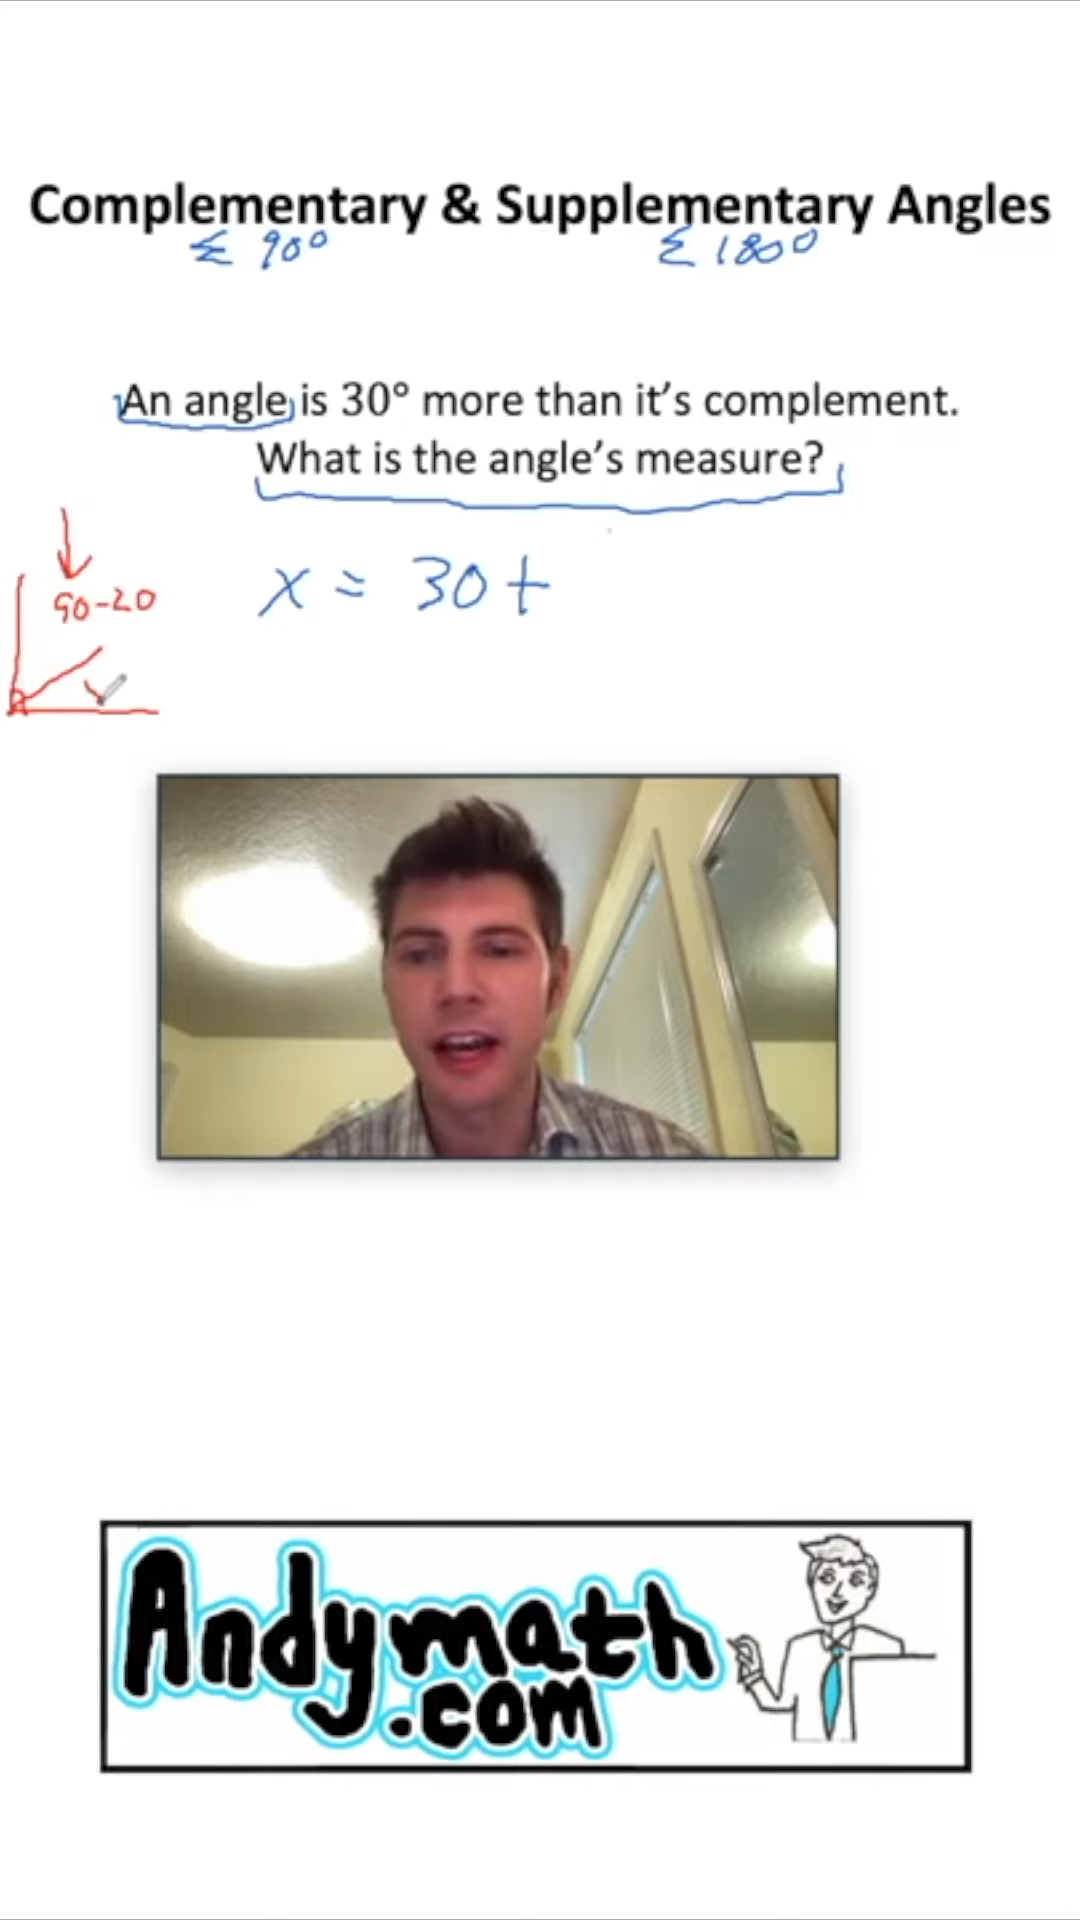 Complementary & Supplementary Angles
Σ 90° Σ 180°
An angle is 30° more than it's complement.
What is the angle's measure?
90-20
x = 30 +
Andymath
.com